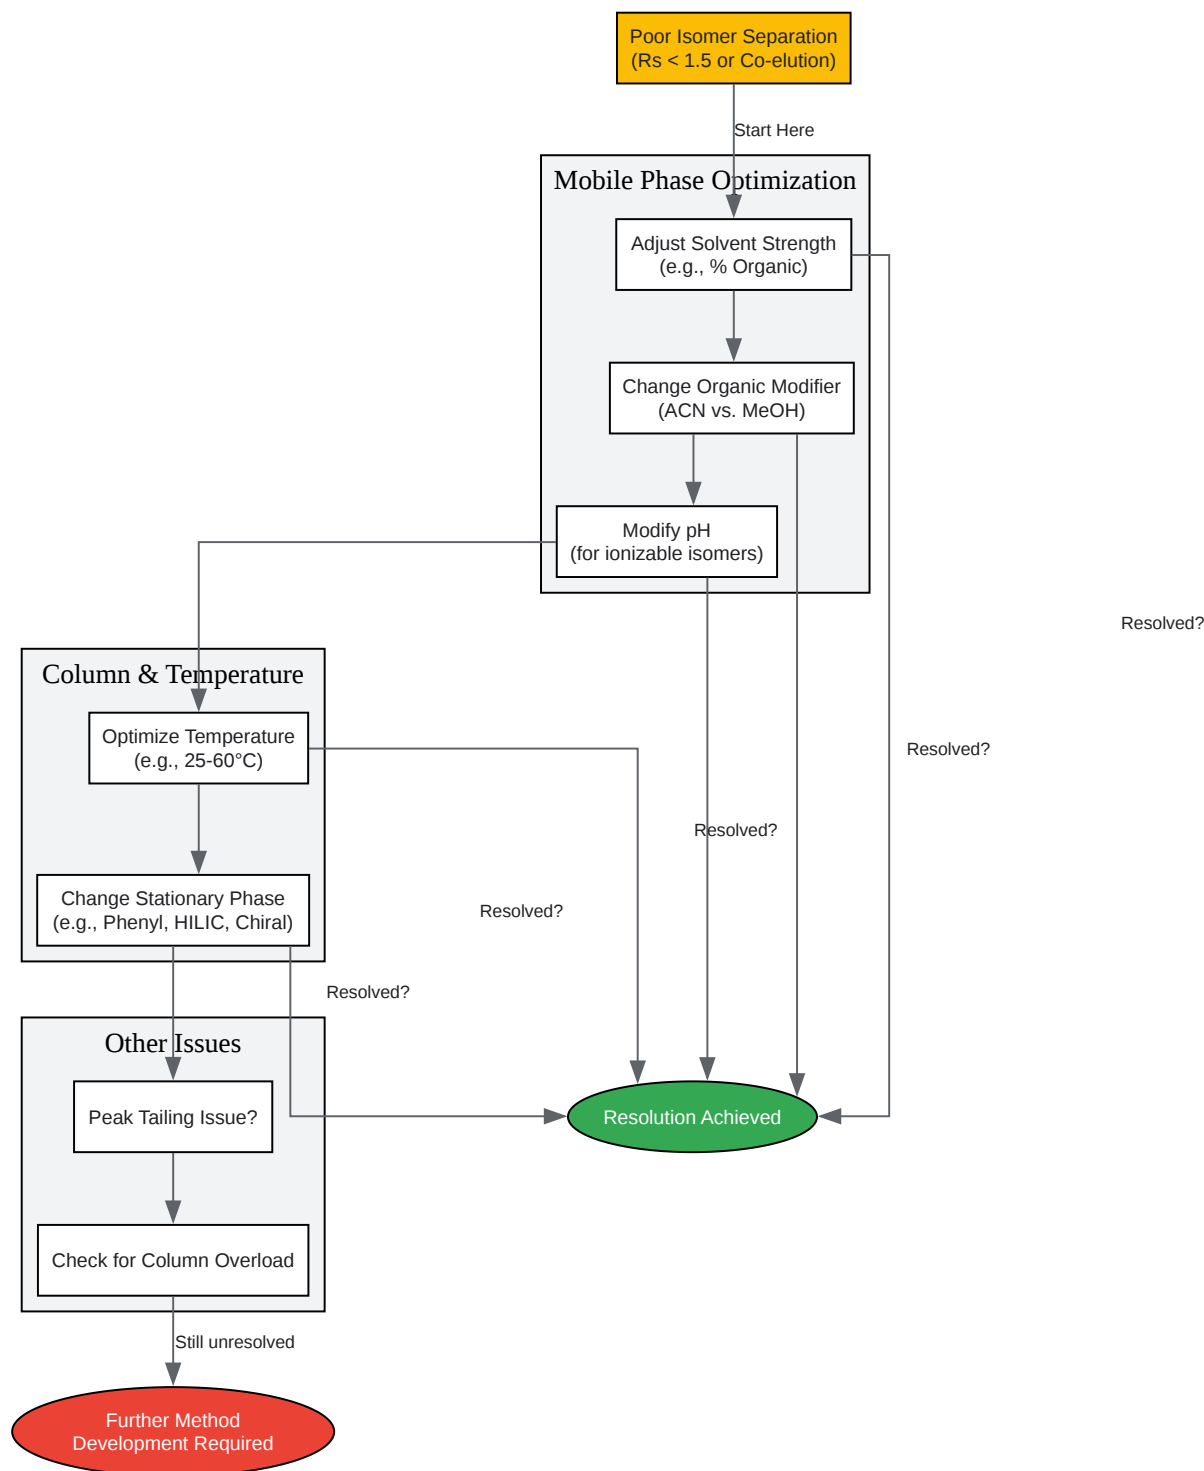 Poor Isomer Separation
(Rs < 1.5 or Co-elution)
Start Here
Mobile Phase Optimization
Adjust Solvent Strength
(e.g., % Organic)
Change Organic Modifier
(ACN vs. MeOH)
Modify pH
(for ionizable isomers)
Resolved?
Column & Temperature
Optimize Temperature
(e.g., 25-60°C)
Resolved?
Resolved?
Change Stationary Phase
(e.g., Phenyl, HILIC, Chiral)
Resolved?
Resolved?
Other Issues
Peak Tailing Issue?
Resolution Achieved
Check for Column Overload
Still unresolved
Further Method
Development Required